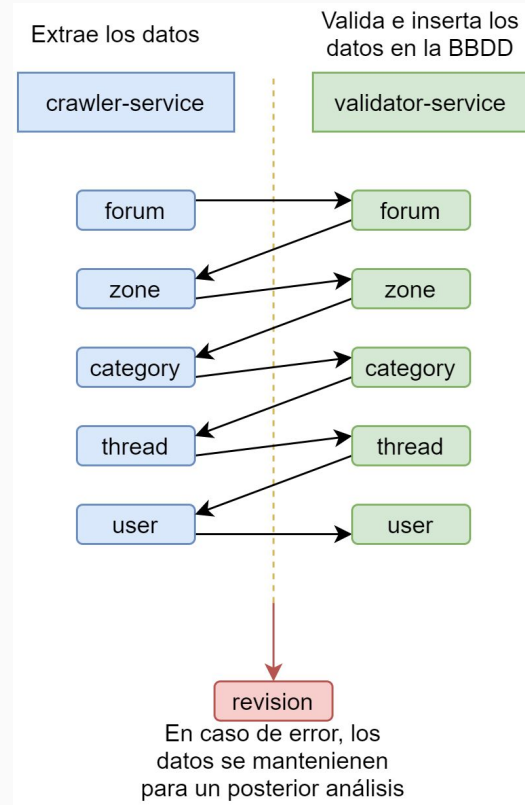 Extrae los datos
Valida e inserta los
datos en la BBDD
crawler-service
validator-service
forum
forum
zone
zone
category
category
thread
thread
user
user
revision
En caso de error, los
datos se mantenienen
para un posterior análisis